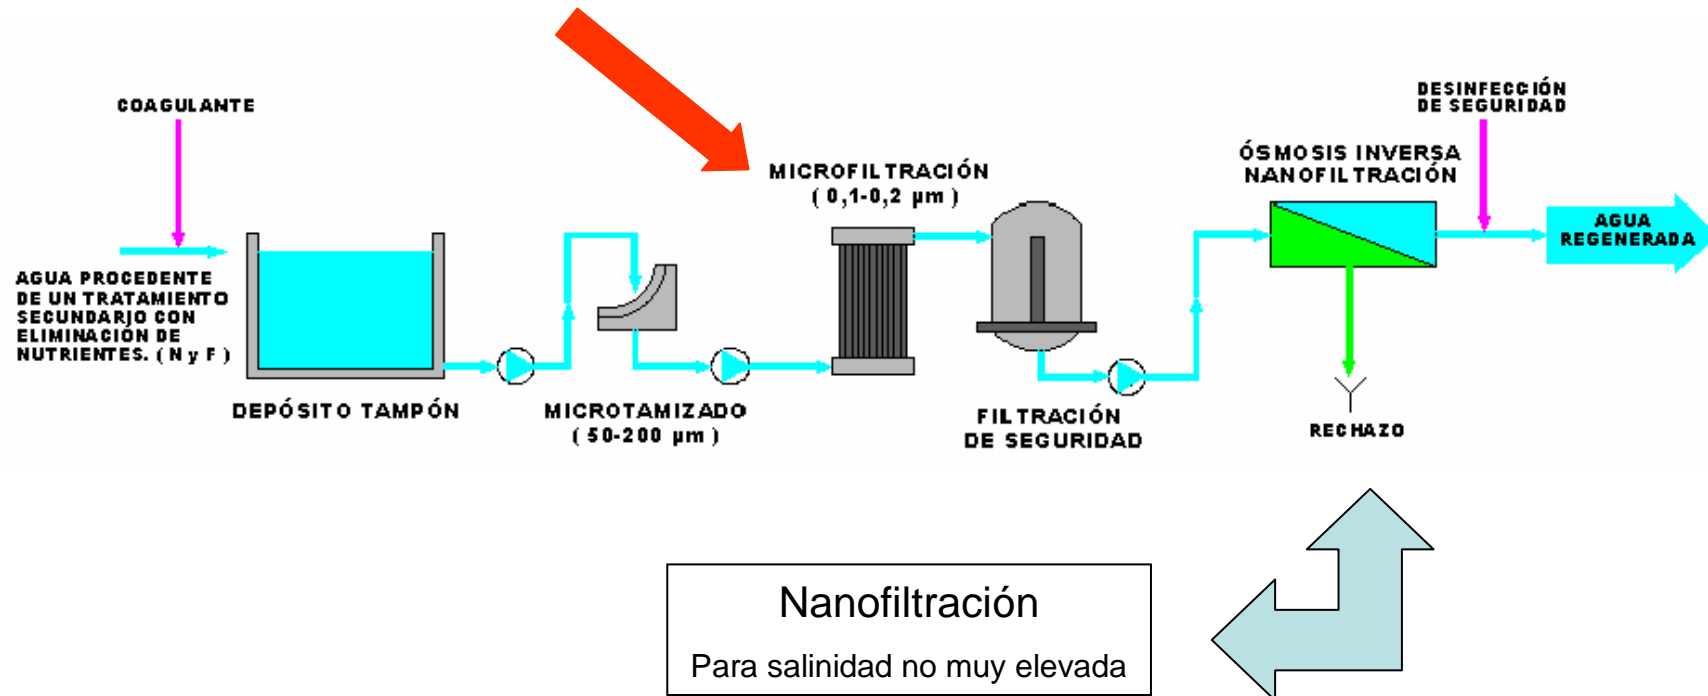 COAGULANTE
AGUA PROCEDENTE
DE UN TRATAMIENTO
SECUNDARJO CON
ELIMINACIÓN DE
NUTRIENTES. ( N y F )
DEPÓSITO TAMPÓN
MICROTAMIZADO
( 50-200 µm )
MICROFILTRACIÓN
( 0,1-0,2 µm )
FILTRACIÓN
DE SEGURIDAD
ÓSMOSIS INVERSA
NANOFILTRACIÓN
DESINFECCIÓN
DE SEGURIDAD
AGUA
REGENERADA
RECHAZO
Nanofiltración
Para salinidad no muy elevada